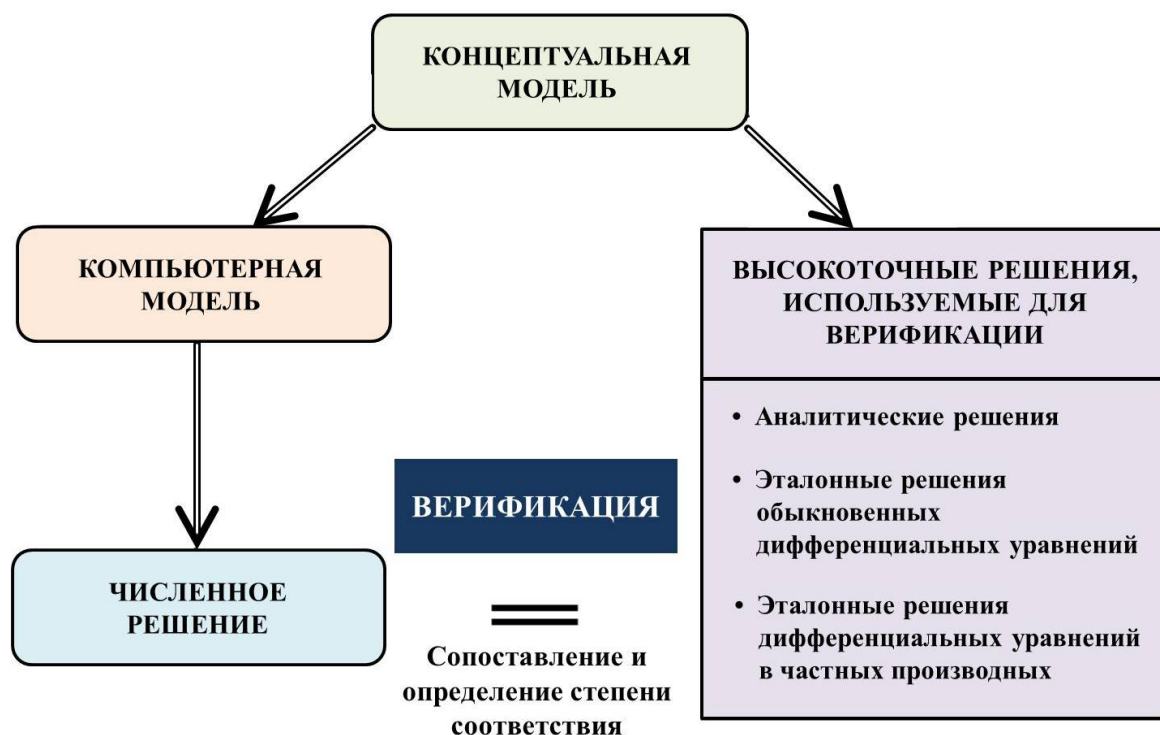 КОНЦЕПТУАЛЬНАЯ
МОДЕЛЬ
КОМПЬЮТЕРНАЯ
МОДЕЛЬ
ВЫСОКОТОЧНЫЕ РЕШЕНИЯ,
ИСПОЛЬЗУЕМЫЕ ДЛЯ
ВЕРИФИКАЦИИ
• Аналитические решения
• Эталонные решения
обыкновенных
дифференциальных уравнений
• Эталонные решения
дифференциальных уравнений
в частных производных
ВЕРИФИКАЦИЯ
ЧИСЛЕННОЕ
РЕШЕНИЕ
Сопоставление и
определение степени
соответствия